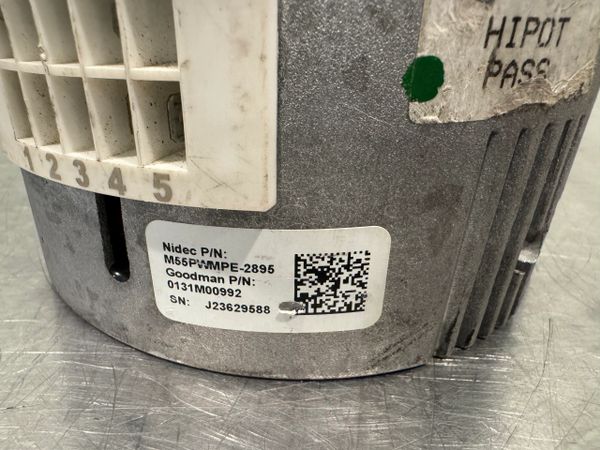 HIPOT
PASS
1 2 3 4 5
Nidec P/N:
M55PWMPE-2895
Goodman P/N:
0131M00992
SN: J23629588